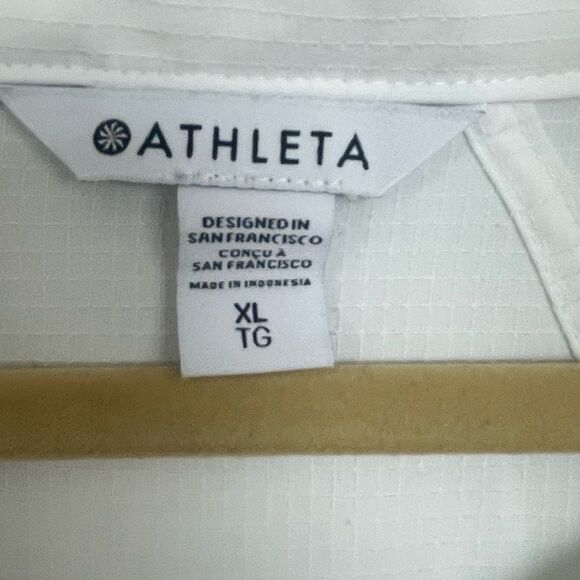 ATHLETA
DESIGNED IN
SAN FRANCISCO
CONÇU À
SAN FRANCISCO
MADE IN INDONESIA
XL
TG